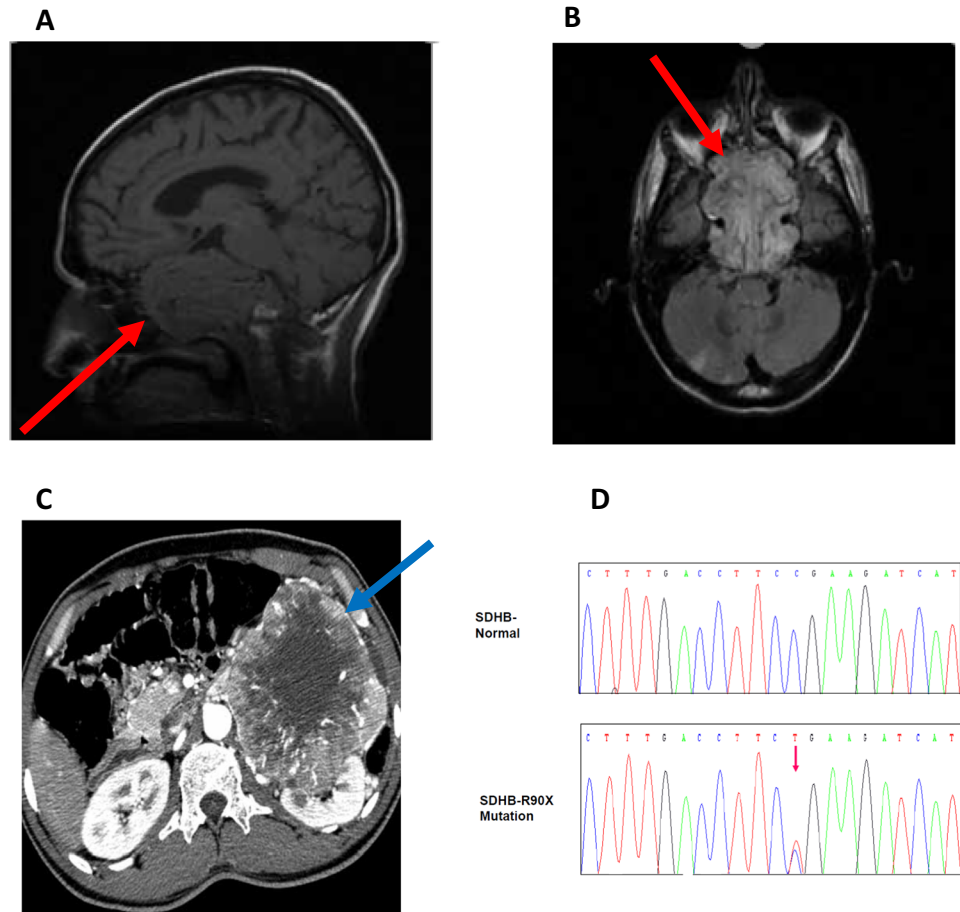 A
B
C
D
SDHB-
Normal
C T T T G A C C T T C C G A A G A T C A T
SDHB-R90X
Mutation
C T T T G A C C T T C T G A A G A T C A T